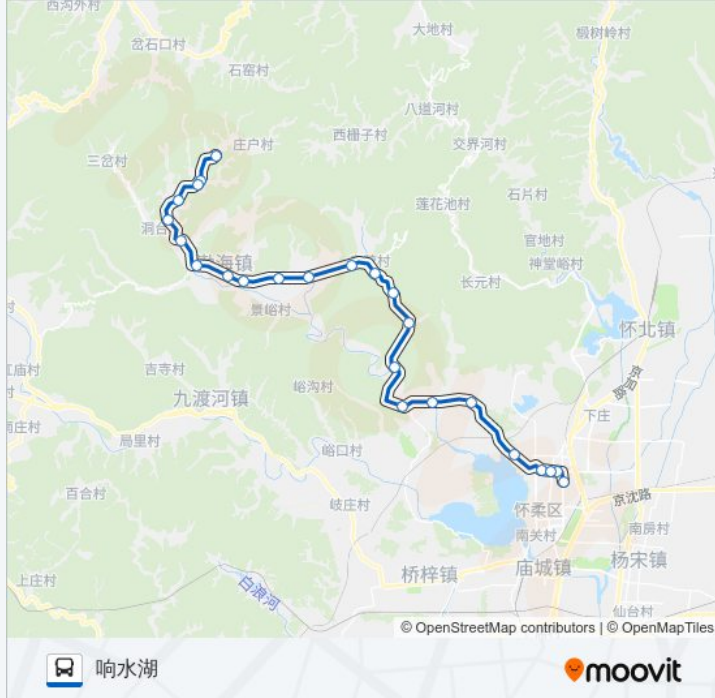 西沟外村
大地村
椴树岭村
岔石口村
石窑村
八道河村
庄户村
西栅子村
交界河村
三岔村
莲花池村
石片村
洞台
官地村
渤海镇
神堂峪村
长元村
景峪村
怀北镇
吉寺村
峪沟村
九渡河镇
下庄
局里村
峪口村
百合村
岐庄村
怀柔区
京沈路
南关村
南房村
桥梓镇
庙城镇
杨宋镇
上庄村
白浪河
仙台村
© OpenStreetMap contributors | © OpenMapTiles
响水湖
moovit